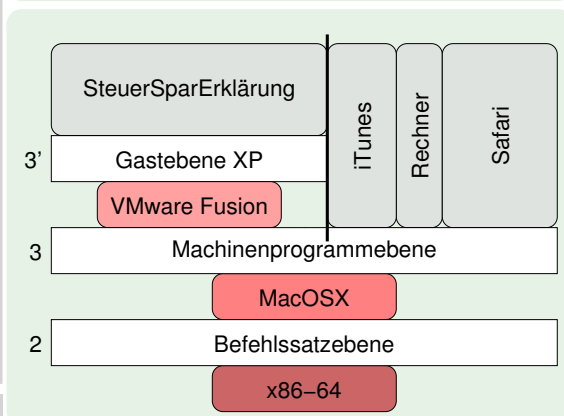 SteuerSparErklärung
iTunes
Rechner
Safari
3’ Gastebene XP
VMware Fusion
3 Machinenprogrammebene
MacOSX
2 Befehlssatzebene
x86−64